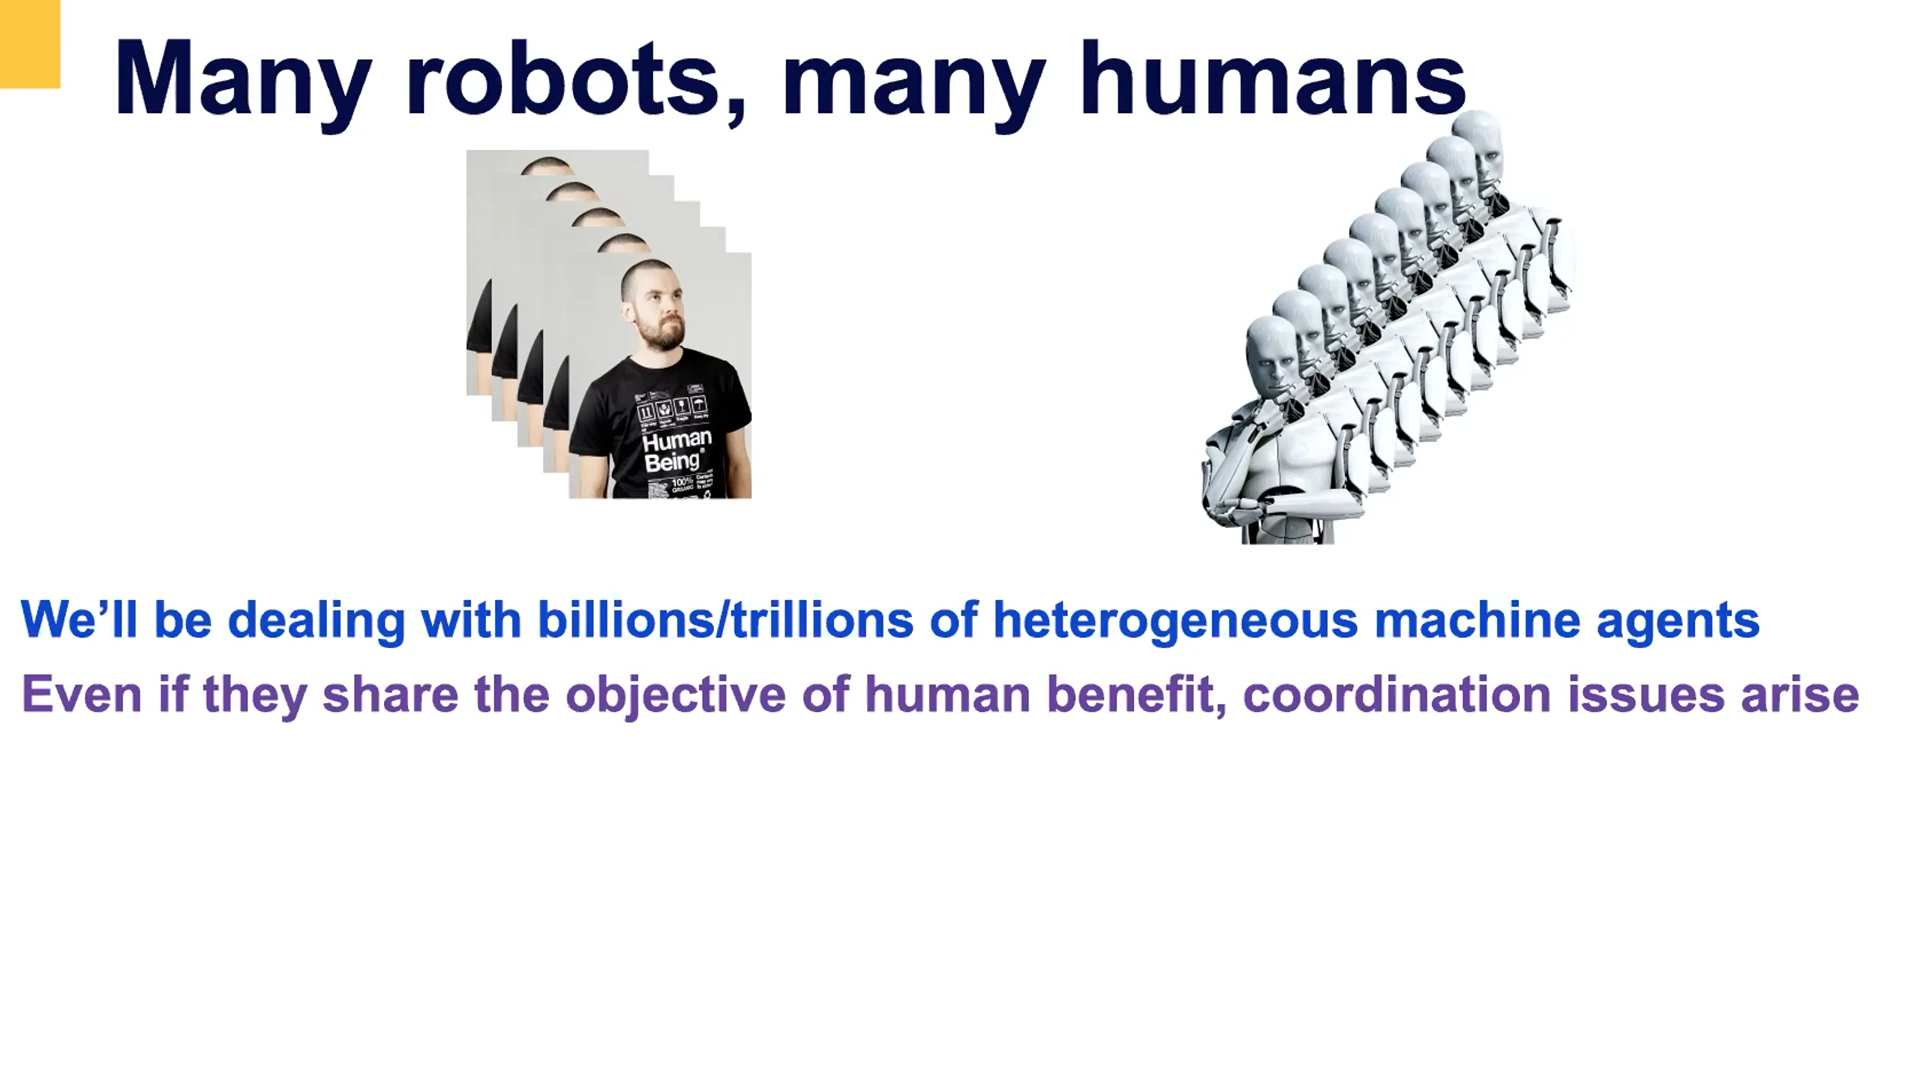 Many robots, many humans
Human
Being®
100%
We’ll be dealing with billions/trillions of heterogeneous machine agents
Even if they share the objective of human benefit, coordination issues arise